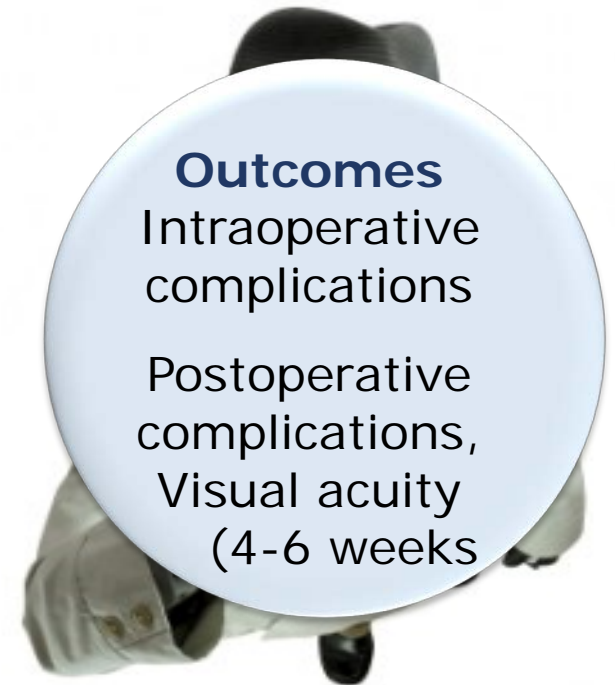 Outcomes
Intraoperative
complications
Postoperative
complications,
Visual acuity
(4-6 weeks